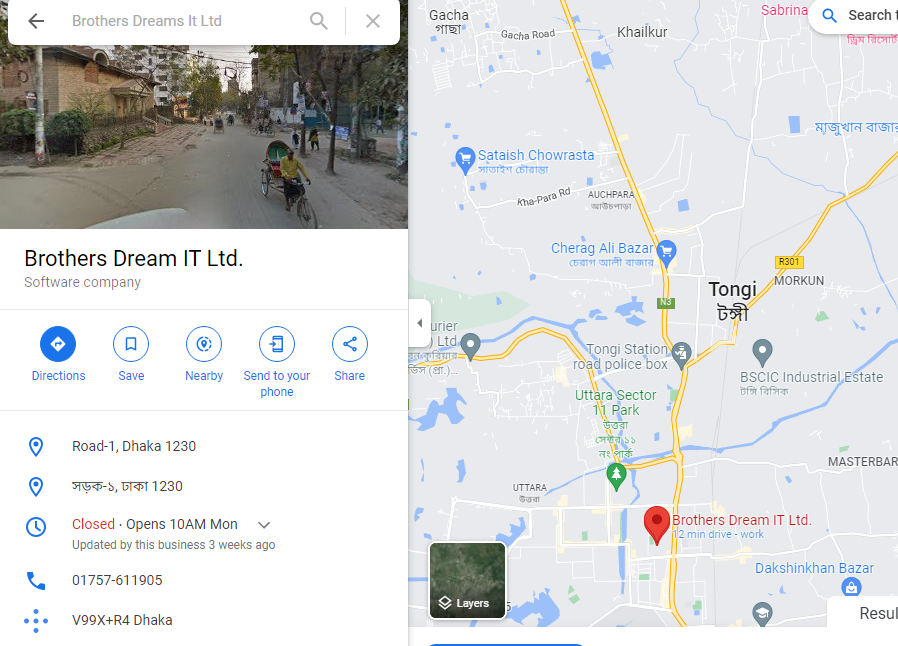 Brothers Dreams It Ltd
Brothers Dream IT Ltd.
Software company
Directions
Save
Nearby
Send to your
phone
Share
Road-1, Dhaka 1230
সড়ক-১, ঢাকা 1230
Closed · Opens 10AM Mon
Updated by this business 3 weeks ago
01757-611905
V99X+R4 Dhaka
Gacha
গাছা
Gacha Road
Khailkur
Sabrina
Search t
ড্রিম রিসোর্ট
মৃজুখান বাজার
Sataish Chowrasta
সাতাইশ চৌরাস্তা
Kha-Para Rd
AUCHPARA
আউচপাড়া
Cherag Ali Bazar
চেরাগ আলী বাজার
R301
MORKUN
N3
Tongi
টঙ্গী
urier
Ltd.
Tongi Station
road police box
BSCIC Industrial Estate
টঙ্গি বিসিক
Uttara Sector
11 Park
উত্তরা
সেক্টর ১১
নং পার্ক
MASTERBAR
UTTARA
উত্তরা
Brothers Dream IT Ltd.
12 min drive - work
Dakshinkhan Bazar
Layers
Resul